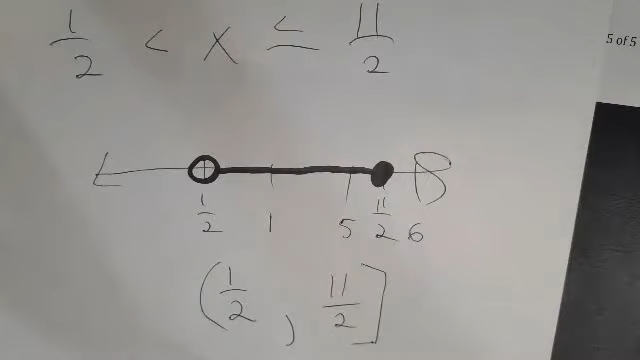 5 of 5
1/2 < x ≤ 11/2
1/2 1 5 11/2 6
(1/2, 11/2]